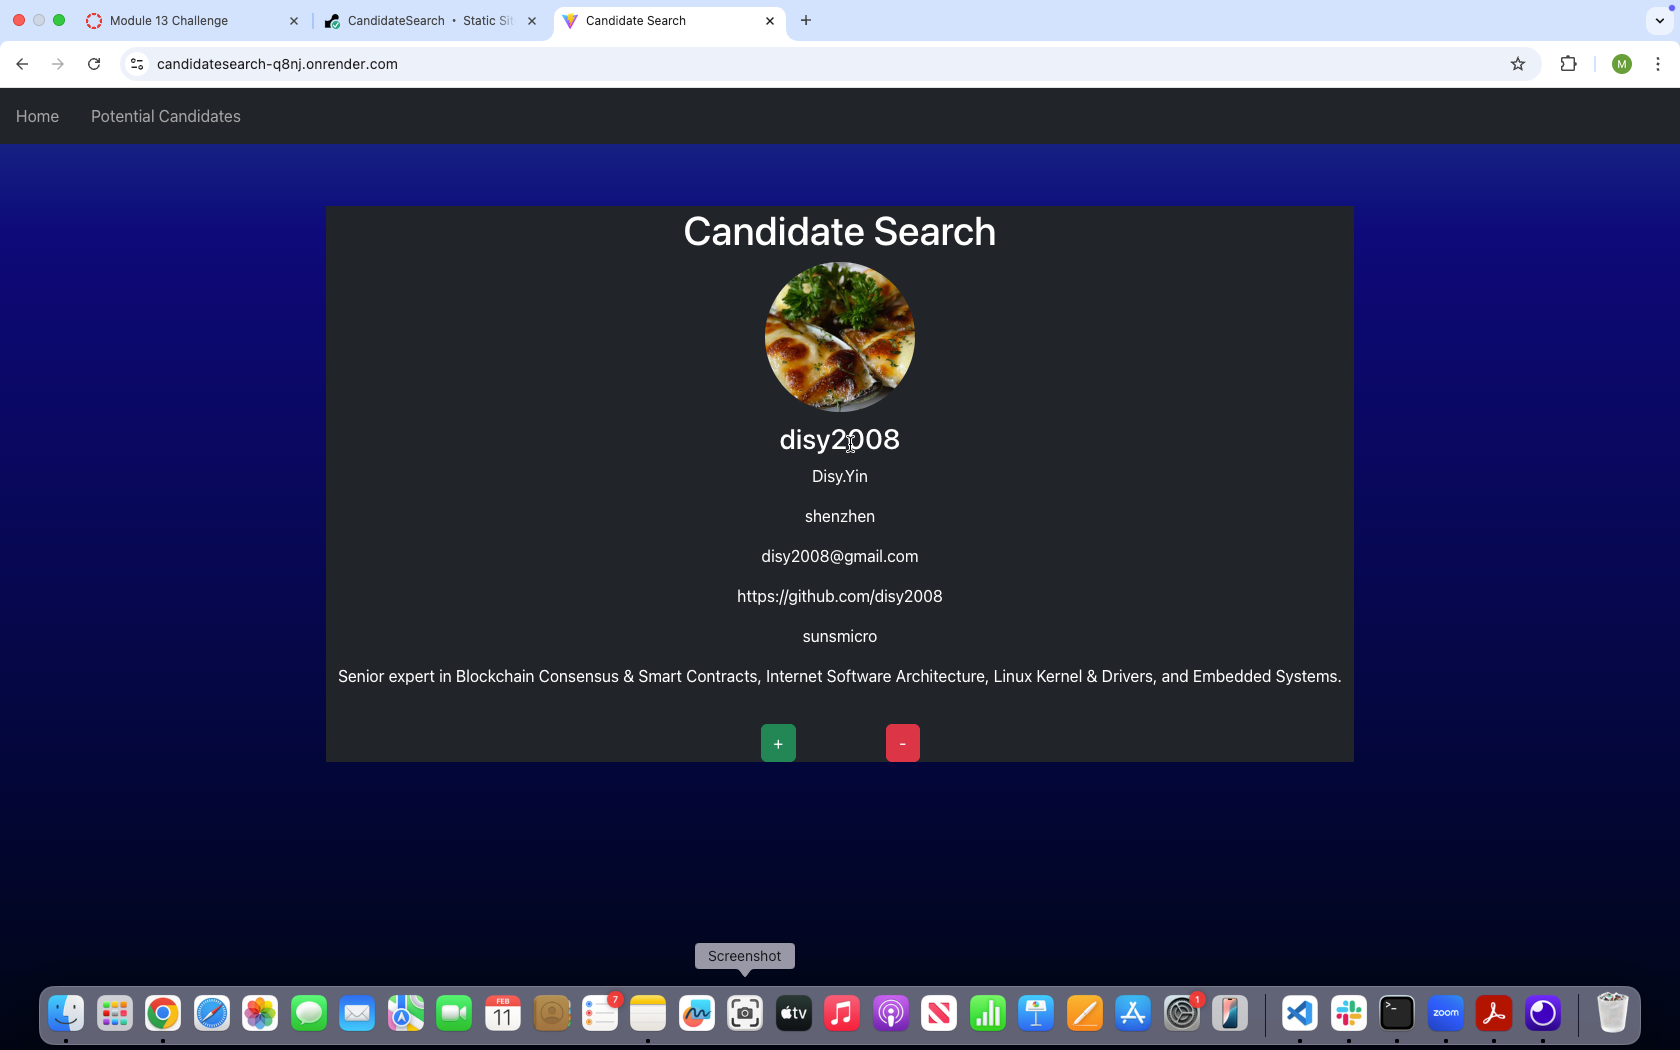 Module 13 Challenge
CandidateSearch • Static Sit
Candidate Search
candidatesearch-q8nj.onrender.com
M
Home
Potential Candidates
Candidate Search
disy2008
Disy.Yin
shenzhen
disy2008@gmail.com
https://github.com/disy2008
sunsmicro
Senior expert in Blockchain Consensus & Smart Contracts, Internet Software Architecture, Linux Kernel & Drivers, and Embedded Systems.
+
-
Screenshot
FEB
11
7
tv
1
>_
zoom